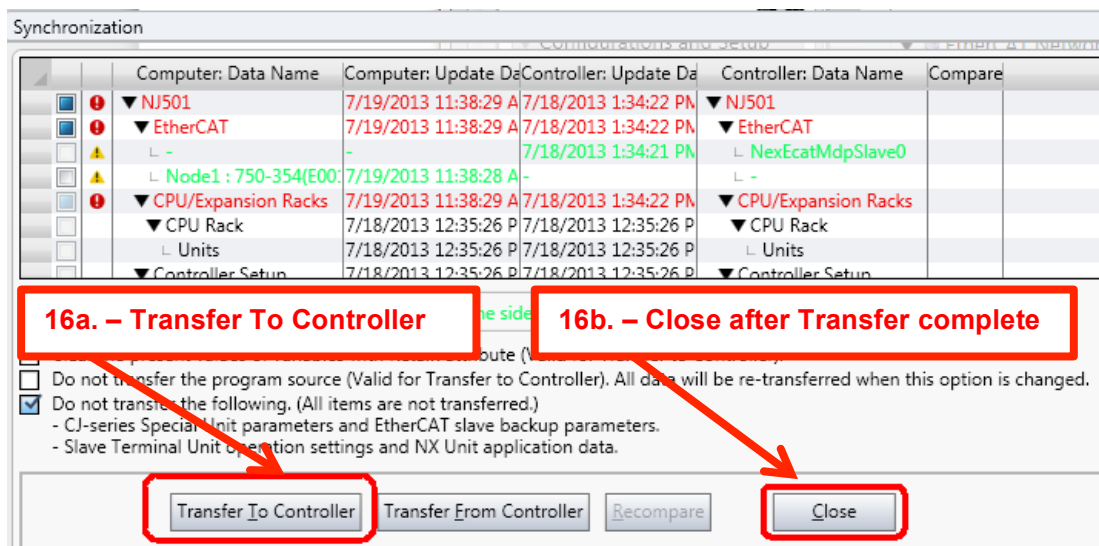 Synchronization
Configurations and Setup
EtherCAT Network
Computer: Data Name Computer: Update Da Controller: Update Da Controller: Data Name Compare
▼ NJ501 7/19/2013 11:38:29 A 7/18/2013 1:34:22 PM ▼ NJ501
▼ EtherCAT 7/19/2013 11:38:29 A 7/18/2013 1:34:22 PM ▼ EtherCAT
∟ - - 7/18/2013 1:34:21 PM ∟ NexEcatMdpSlave0
∟ Node1 : 750-354(E00 7/19/2013 11:38:28 A - ∟ -
▼ CPU/Expansion Racks 7/19/2013 11:38:29 A 7/18/2013 1:34:22 PM ▼ CPU/Expansion Racks
▼ CPU Rack 7/18/2013 12:35:26 P 7/18/2013 12:35:26 P ▼ CPU Rack
∟ Units 7/18/2013 12:35:26 P 7/18/2013 12:35:26 P ∟ Units
▼ Controller Setup 7/18/2013 12:35:26 P 7/18/2013 12:35:26 P ▼ Controller Setup
16a. – Transfer To Controller
16b. – Close after Transfer complete
Do not transfer the program source (Valid for Transfer to Controller). All data will be re-transferred when this option is changed.
Do not transfer the following. (All items are not transferred.)
- CJ-series Special Unit parameters and EtherCAT slave backup parameters.
- Slave Terminal Unit operation settings and NX Unit application data.
Transfer To Controller Transfer From Controller Recompare Close